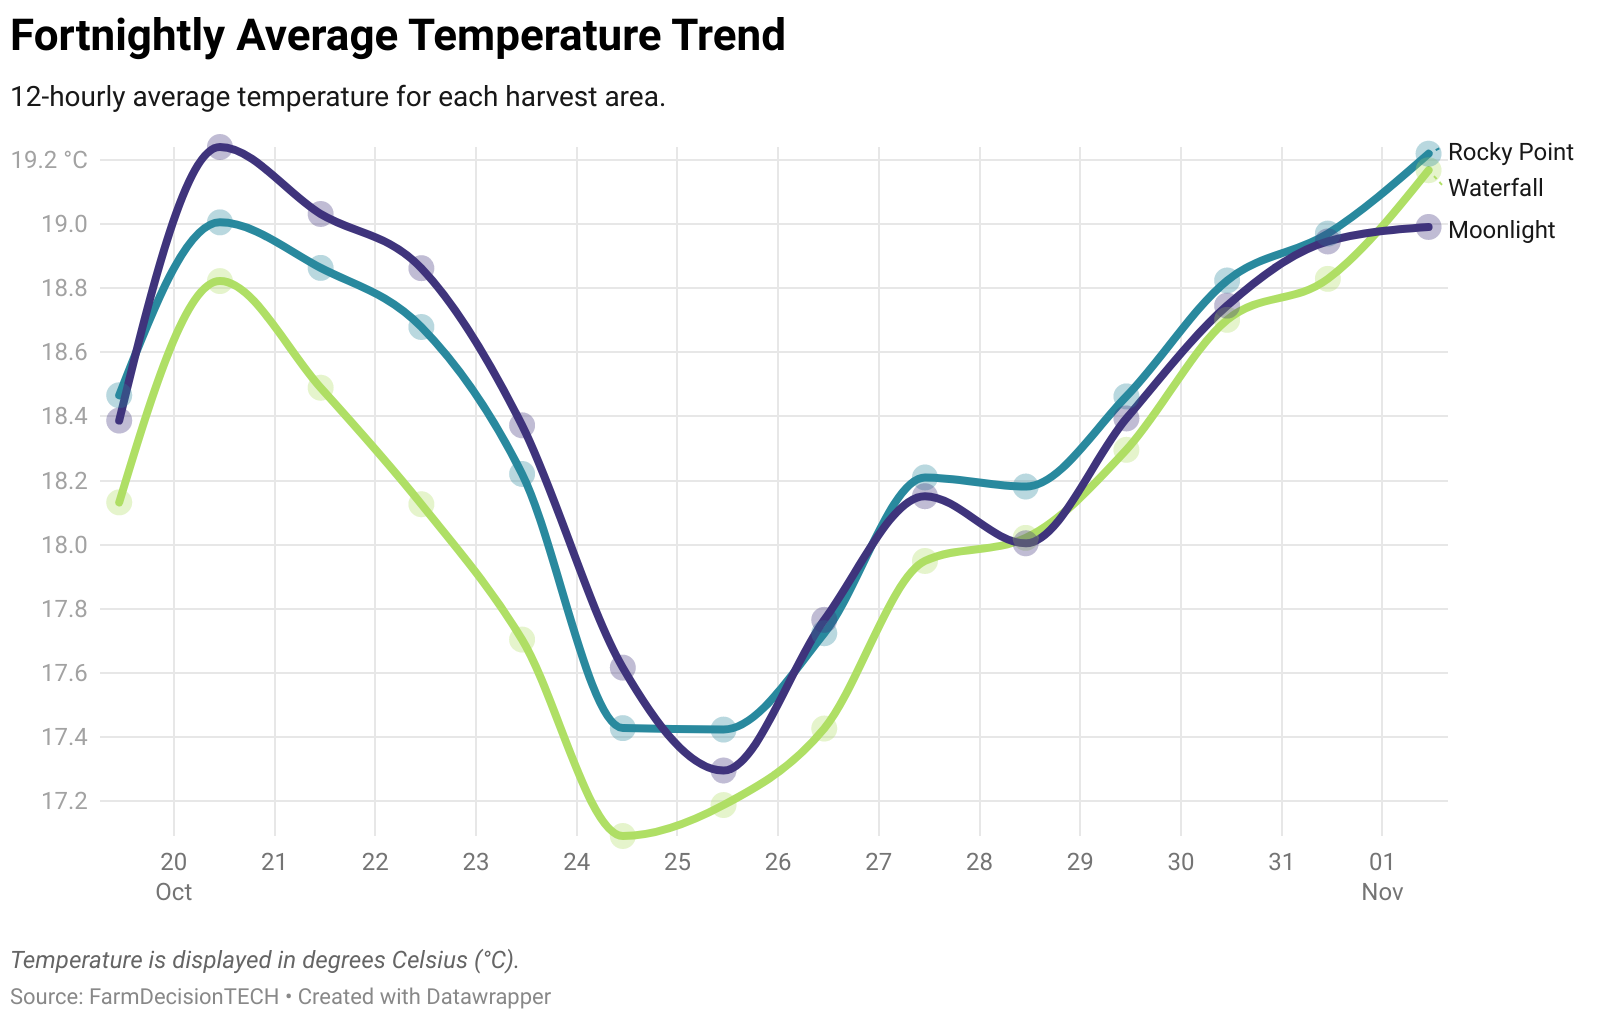 Fortnightly Average Temperature Trend
12-hourly average temperature for each harvest area.
19.2 °C
19.0
18.8
18.6
18.4
18.2
18.0
17.8
17.6
17.4
17.2
Rocky Point
Waterfall
Moonlight
20 21 22 23 24 25 26 27 28 29 30 31 01
Oct Nov
Temperature is displayed in degrees Celsius (°C).
Source: FarmDecisionTECH • Created with Datawrapper